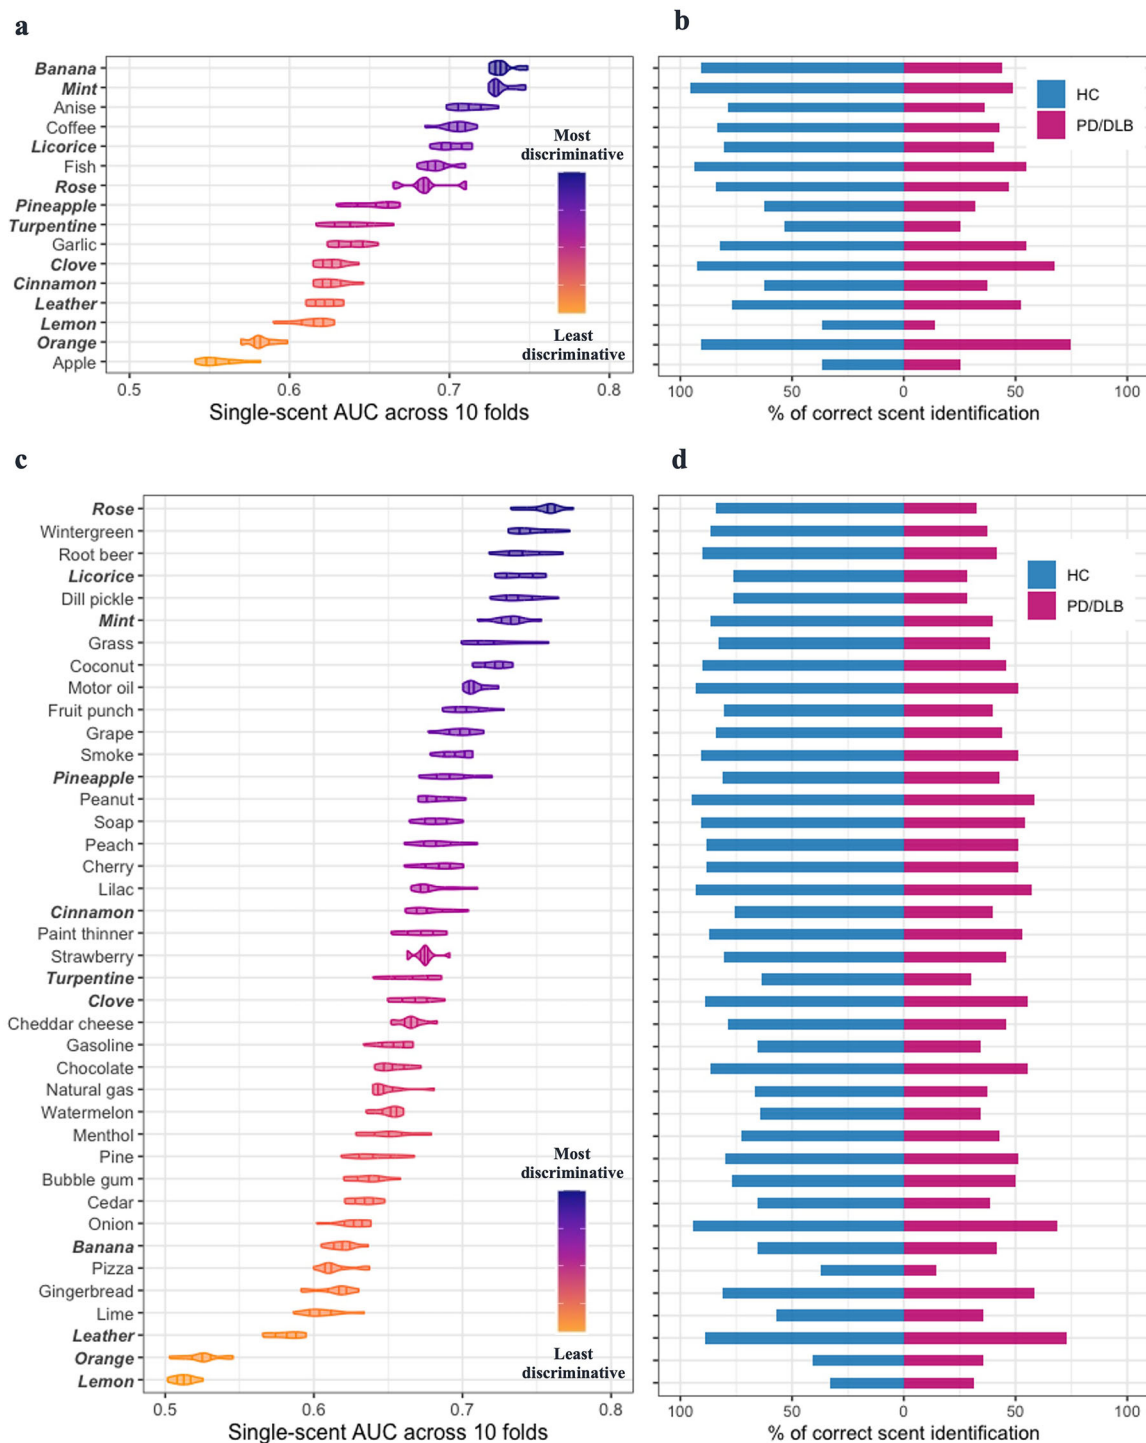 a
Banana
Mint
Anise
Coffee
Licorice
Fish
Rose
Pineapple
Turpentine
Garlic
Clove
Cinnamon
Leather
Lemon
Orange
Apple
Most
discriminative
Least
discriminative
0.5 0.6 0.7 0.8
Single-scent AUC across 10 folds
b
HC
PD/DLB
100 50 0 50 100
% of correct scent identification
c
Rose
Wintergreen
Root beer
Licorice
Dill pickle
Mint
Grass
Coconut
Motor oil
Fruit punch
Grape
Smoke
Pineapple
Peanut
Soap
Peach
Cherry
Lilac
Cinnamon
Paint thinner
Strawberry
Turpentine
Clove
Cheddar cheese
Gasoline
Chocolate
Natural gas
Watermelon
Menthol
Pine
Bubble gum
Cedar
Onion
Banana
Pizza
Gingerbread
Lime
Leather
Orange
Lemon
Most
discriminative
Least
discriminative
0.5 0.6 0.7 0.8
Single-scent AUC across 10 folds
d
HC
PD/DLB
100 50 0 50 100
% of correct scent identification